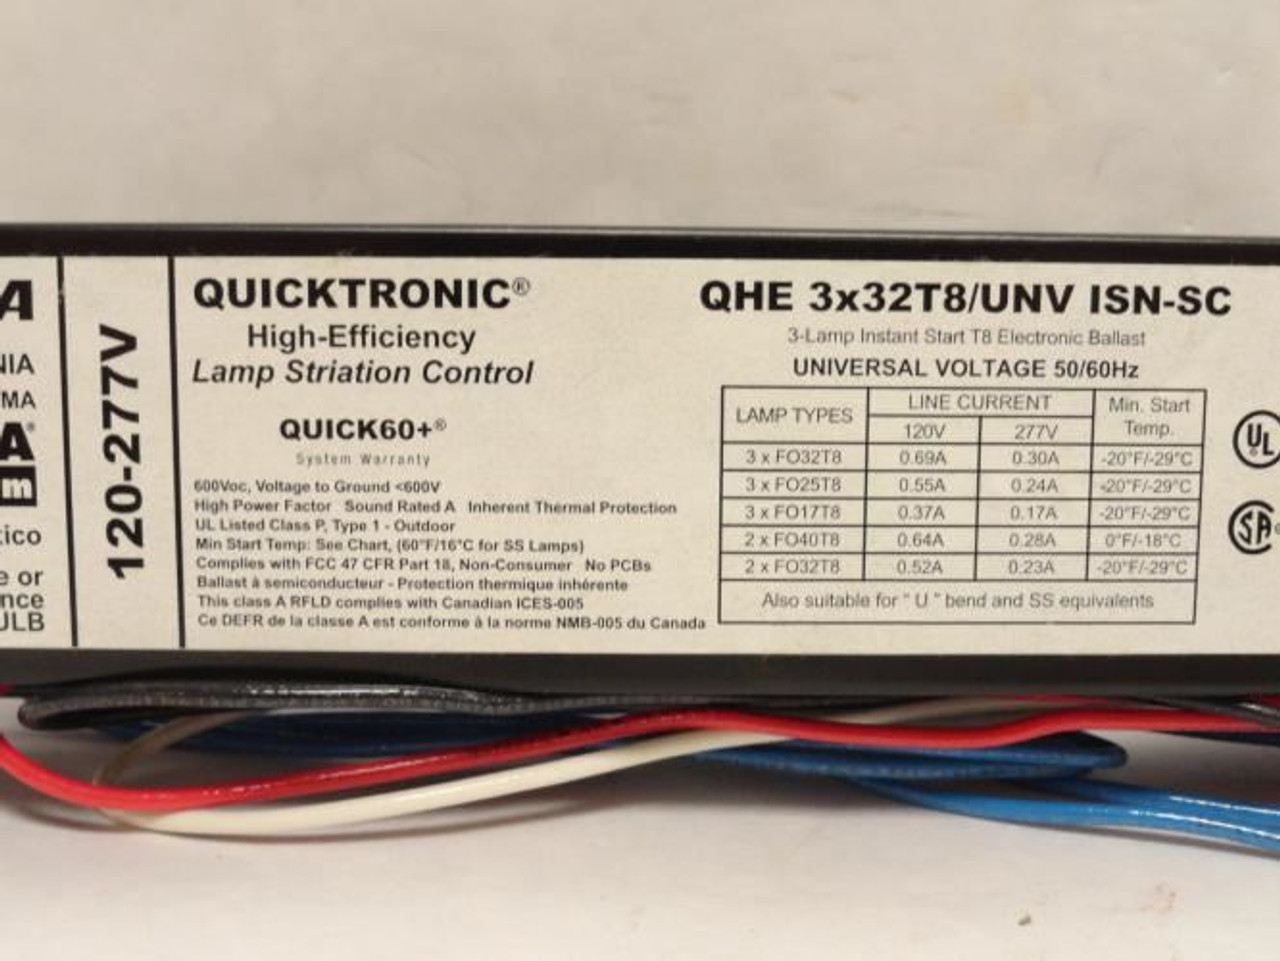 A
NIA
MA
A®
m
tico
e or
nce
ULB
120-277V
QUICKTRONIC®
High-Efficiency
Lamp Striation Control
QUICK60+®
System Warranty
600Voc, Voltage to Ground <600V
High Power Factor Sound Rated A Inherent Thermal Protection
UL Listed Class P, Type 1 - Outdoor
Min Start Temp: See Chart, (60°F/16°C for SS Lamps)
Complies with FCC 47 CFR Part 18, Non-Consumer No PCBs
Ballast à semiconducteur - Protection thermique inhérente
This class A RFLD complies with Canadian ICES-005
Ce DEFR de la classe A est conforme à la norme NMB-005 du Canada
QHE 3x32T8/UNV ISN-SC
3-Lamp Instant Start T8 Electronic Ballast
UNIVERSAL VOLTAGE 50/60Hz
LAMP TYPES LINE CURRENT Min. Start Temp.
120V 277V
3 x FO32T8 0.69A 0.30A -20°F/-29°C
3 x FO25T8 0.55A 0.24A -20°F/-29°C
3 x FO17T8 0.37A 0.17A -20°F/-29°C
2 x FO40T8 0.64A 0.28A 0°F/-18°C
2 x FO32T8 0.52A 0.23A -20°F/-29°C
Also suitable for " U " bend and SS equivalents
UL
SA